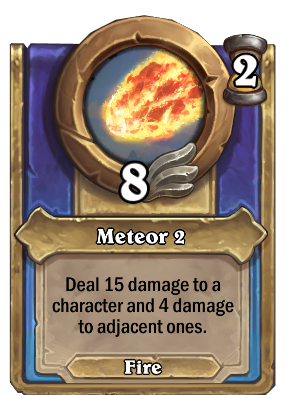 2
8
Meteor 2
Deal 15 damage to a
character and 4 damage
to adjacent ones.
Fire